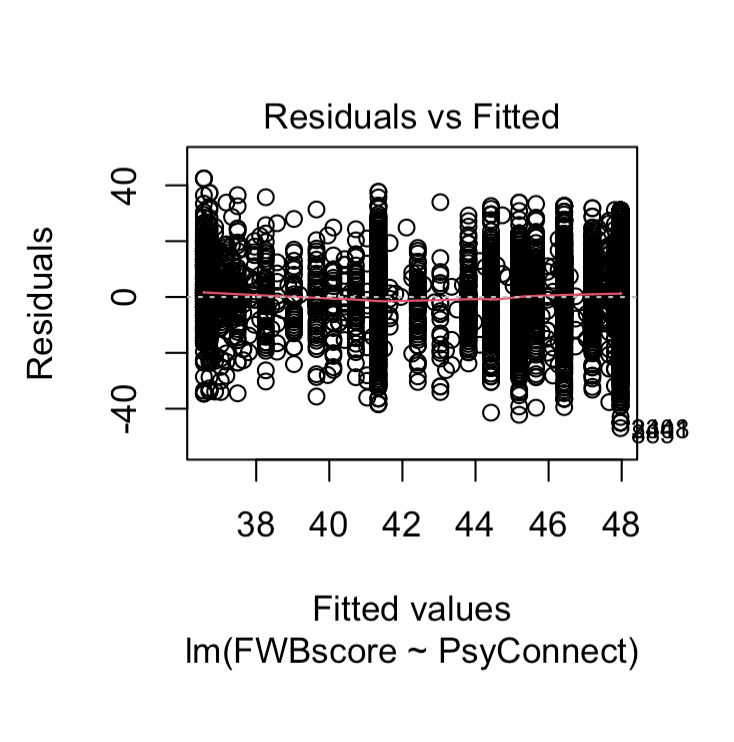 Residuals vs Fitted
Residuals
40
0
-40
38 40 42 44 46 48
Fitted values
lm(FWBscore ~ PsyConnect)